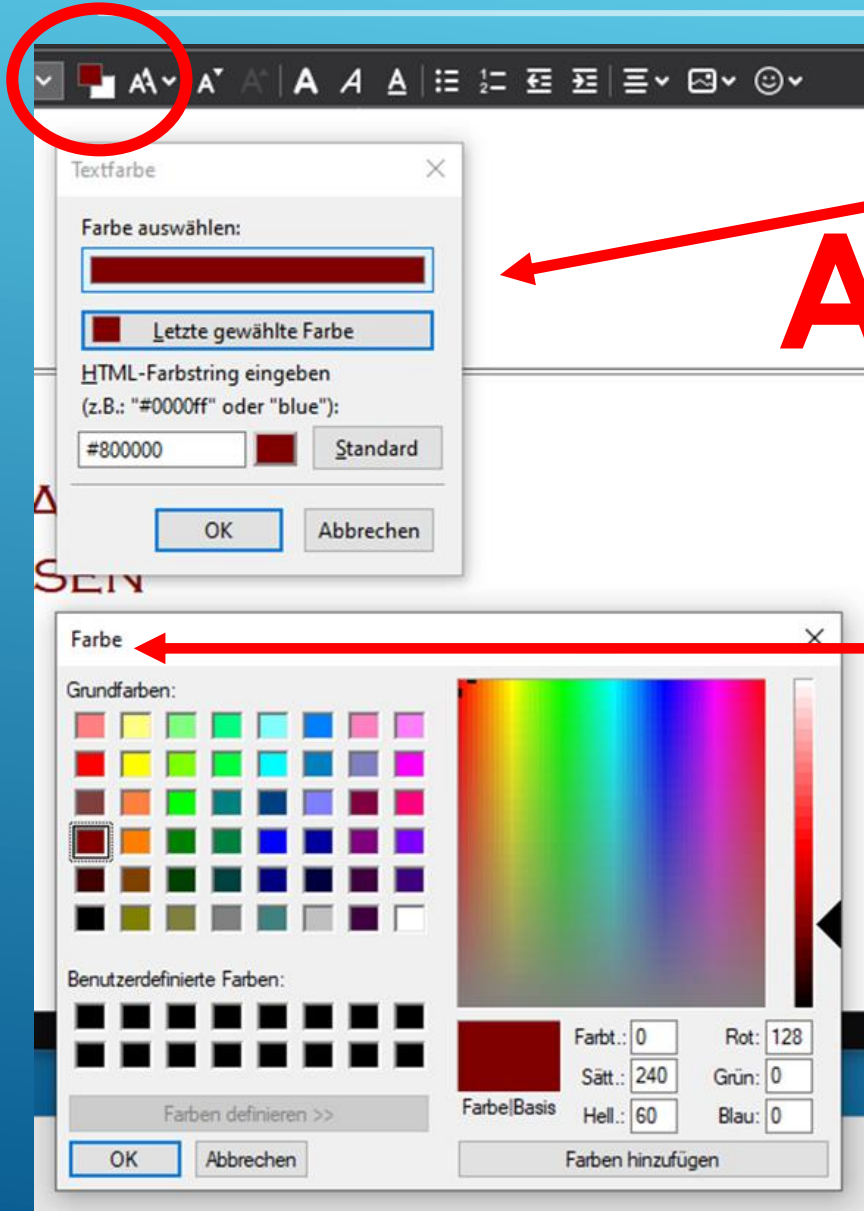 Textfarbe
Farbe auswählen:
Letzte gewählte Farbe
HTML-Farbstring eingeben
(z.B.: "#0000ff" oder "blue"):
#800000
Standard
OK Abbrechen
A
SEN
Farbe
Grundfarben:
Benutzerdefinierte Farben:
Farben definieren >>
OK Abbrechen
Farbe|Basis
Farbt.: 0 Rot: 128
Sätt.: 240 Grün: 0
Hell.: 60 Blau: 0
Farben hinzufügen